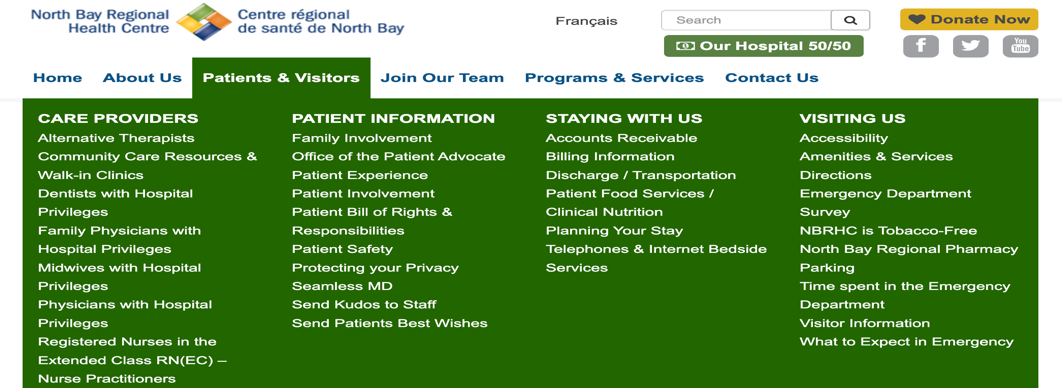 North Bay Regional
Health Centre
Centre régional
de santé de North Bay
Français
Search
Donate Now
Our Hospital 50/50
f
You
Tube
Home
About Us
Patients & Visitors
Join Our Team
Programs & Services
Contact Us
CARE PROVIDERS
Alternative Therapists
Community Care Resources &
Walk-in Clinics
Dentists with Hospital
Privileges
Family Physicians with
Hospital Privileges
Midwives with Hospital
Privileges
Physicians with Hospital
Privileges
Registered Nurses in the
Extended Class RN(EC) –
Nurse Practitioners
PATIENT INFORMATION
Family Involvement
Office of the Patient Advocate
Patient Experience
Patient Involvement
Patient Bill of Rights &
Responsibilities
Patient Safety
Protecting your Privacy
Seamless MD
Send Kudos to Staff
Send Patients Best Wishes
STAYING WITH US
Accounts Receivable
Billing Information
Discharge / Transportation
Patient Food Services /
Clinical Nutrition
Planning Your Stay
Telephones & Internet Bedside
Services
VISITING US
Accessibility
Amenities & Services
Directions
Emergency Department
Survey
NBRHC is Tobacco-Free
North Bay Regional Pharmacy
Parking
Time spent in the Emergency
Department
Visitor Information
What to Expect in Emergency